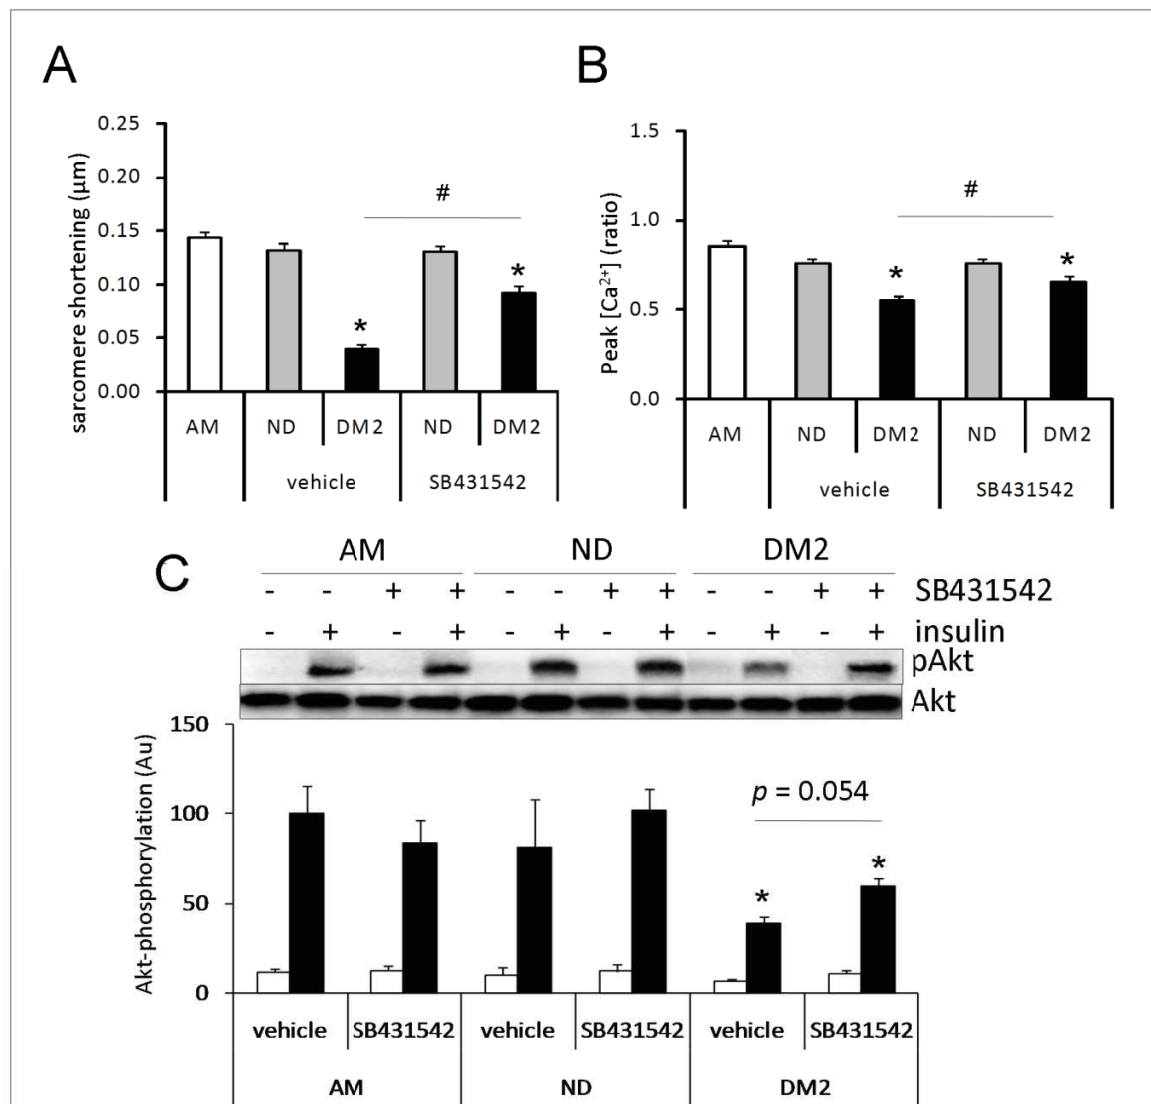 A
sarcomere shortening (µm)
0.25
0.20
0.15
0.10
0.05
0.00
#
*
*
AM ND DM2 ND DM2
vehicle SB431542
B
Peak [Ca²⁺] (ratio)
1.5
1.0
0.5
0.0
#
*
*
AM ND DM2 ND DM2
vehicle SB431542
C
AM ND DM2
- - + + - - + + - - + + SB431542
- + - + - + - + - + - + insulin
pAkt
Akt
Akt-phosphorylation (Au)
150
100
50
0
p = 0.054
*
*
vehicle SB431542 vehicle SB431542 vehicle SB431542
AM ND DM2